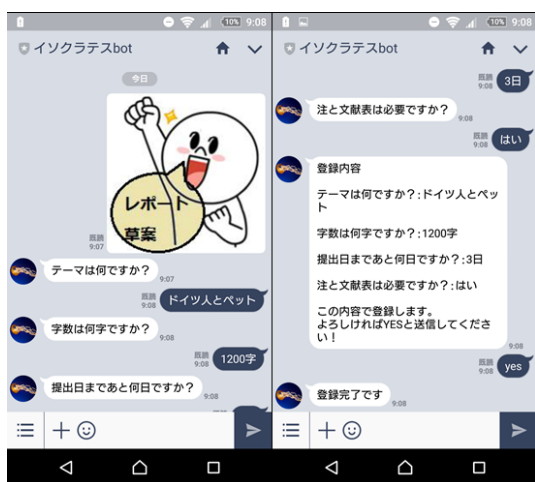 10% 9:08
イソクラテスbot
今日
レポート
草案
既読
9:07
テーマは何ですか?
9:07
既読
9:08
ドイツ人とペット
字数は何字ですか?
9:08
既読
9:08
1200字
提出日まであと何日ですか?
9:08
10% 9:08
イソクラテスbot
既読
9:08
3日
注と文献表は必要ですか?
9:08
既読
9:08
はい
登録内容
テーマは何ですか?:ドイツ人とペッ
ト
字数は何字ですか?:1200字
提出日まであと何日ですか?:3日
注と文献表は必要ですか?:はい
この内容で登録します。
よろしければYESと送信してくださ
い!
9:08
既読
9:08
yes
登録完了です
9:08